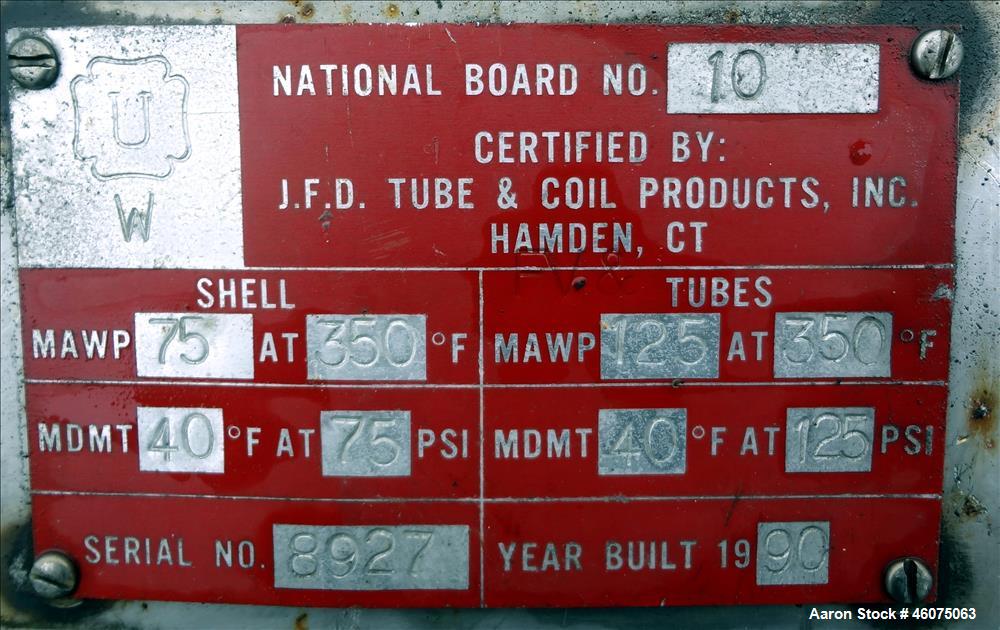 U
W
NATIONAL BOARD NO. 10
CERTIFIED BY:
J.F.D. TUBE & COIL PRODUCTS, INC.
HAMDEN, CT
SHELL
MAWP 75 AT 350 °F
MDMT 40 °F AT 75 PSI
TUBES
MAWP 125 AT 350 °F
MDMT 40 °F AT 125 PSI
SERIAL NO. 8927
YEAR BUILT 1990
Aaron Stock # 46075063